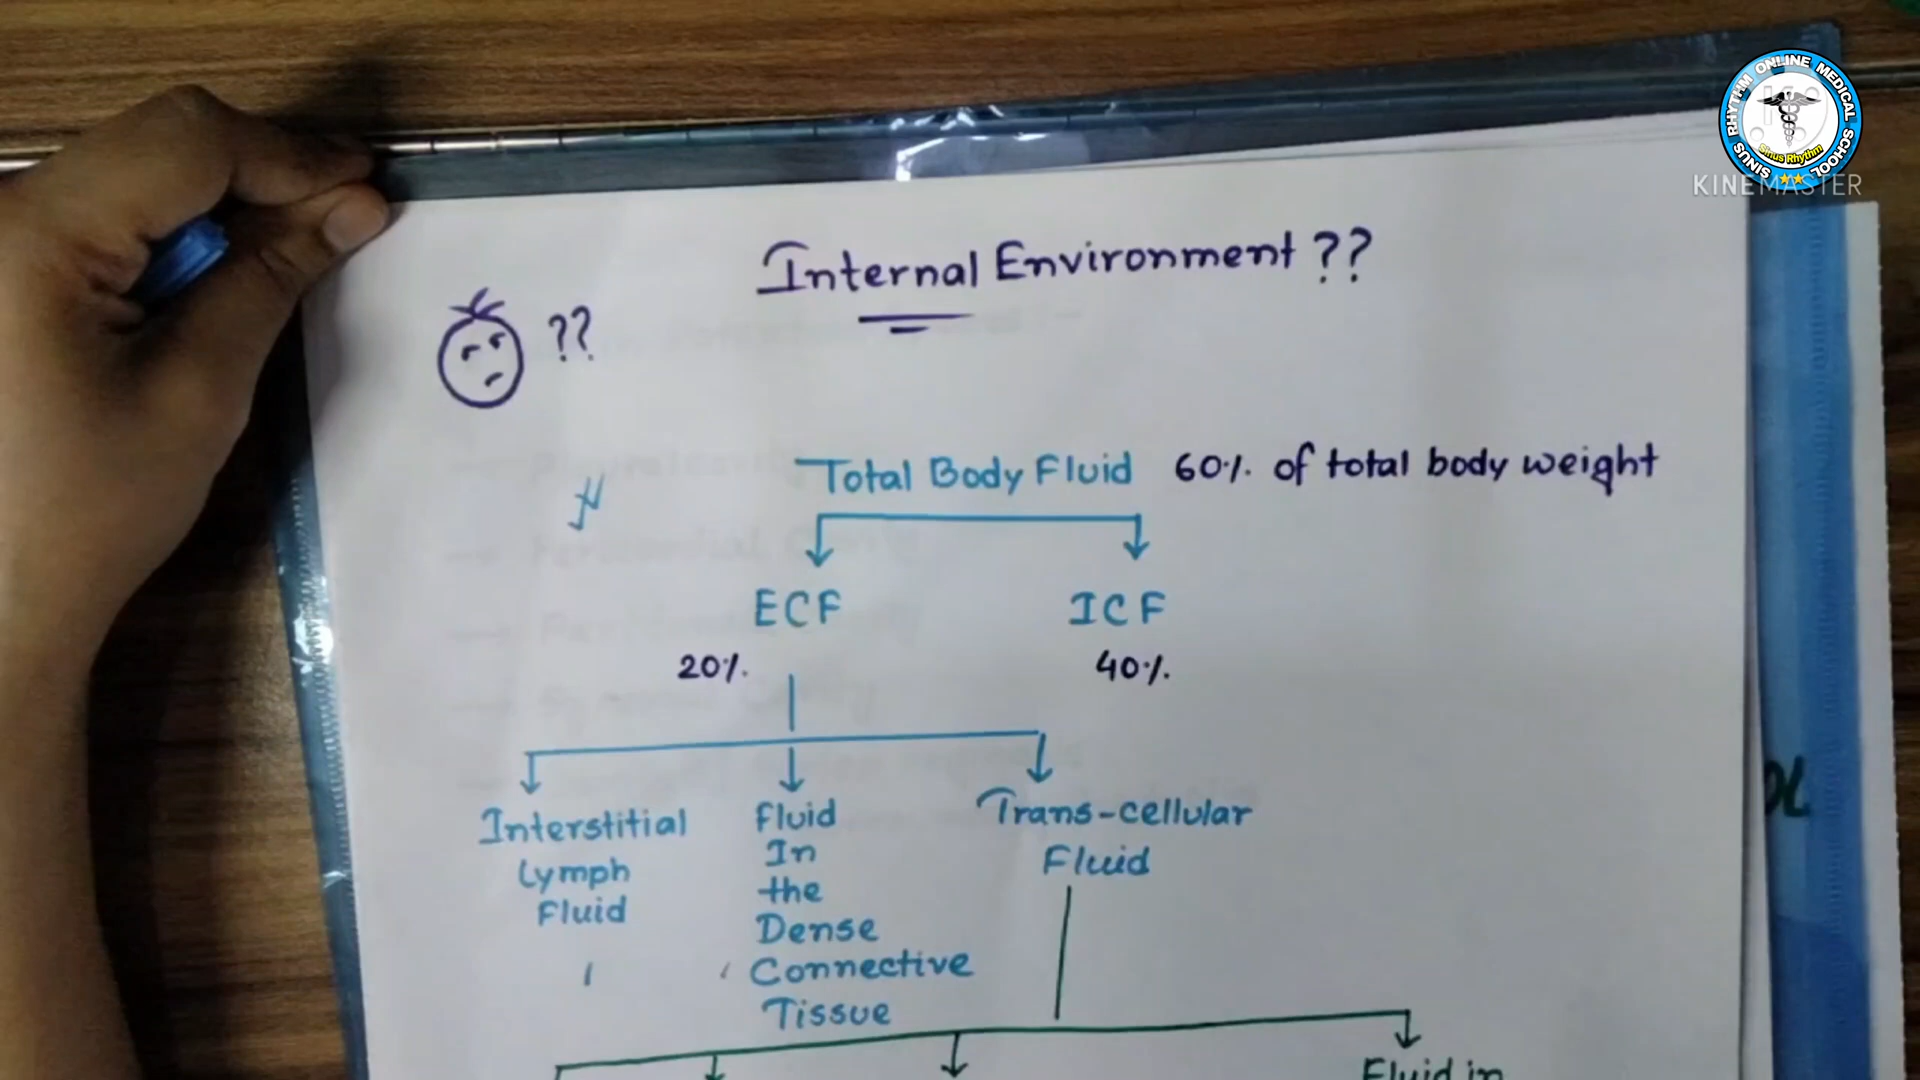 SINUS RHYTHM ONLINE MEDICAL SCHOOL
Sinus Rhythm
KINEMASTER
Internal Environment ??
??
Total Body Fluid 60% of total body weight
ECF ICF
20% 40%
Interstitial
Lymph
Fluid
Fluid
In
the
Dense
Connective
Tissue
Trans-cellular
Fluid
Fluid in